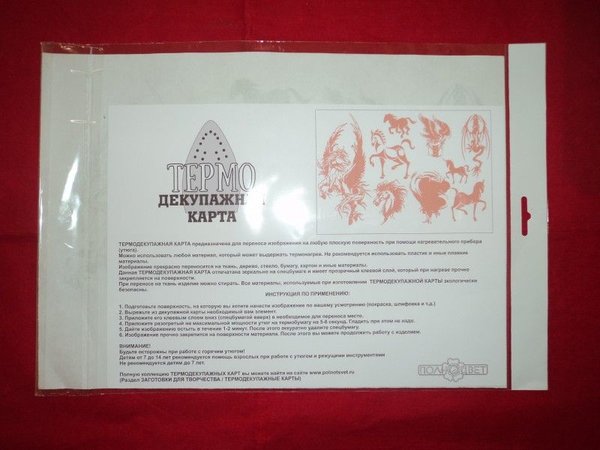 ТЕРМО
ДЕКУПАЖНАЯ
КАРТА
ТЕРМОДЕКУПАЖНАЯ КАРТА предназначена для переноса изображения на любую плоскую поверхность при помощи нагревательного прибора
(утюга).
Можно использовать любой материал, который может выдержать термонагрев. Не рекомендуется использовать пластик и иные плавкие
материалы.
Изображение прекрасно переносится на ткань, дерево, стекло, бумагу, картон и иные материалы.
Данная ТЕРМОДЕКУПАЖНАЯ КАРТА отпечатана зеркально на спецбумаге и имеет прозрачный клеевой слой, который при нагреве прочно
закрепляется на поверхности.
При переносе на ткань изделие можно стирать. Все материалы, используемые при изготовлении ТЕРМОДЕКУПАЖНОЙ КАРТЫ экологически
безопасны.
ИНСТРУКЦИЯ ПО ПРИМЕНЕНИЮ:
1. Подготовьте поверхность, на которую вы хотите нанести изображение по вашему усмотрению (покраска, шлифовка и т.д.)
2. Вырежьте из декупажной карты необходимый вам элемент.
3. Приложите его клеевым слоем вниз (спецбумагой вверх) в необходимое для переноса место.
4. Приложите разогретый на максимальной мощности утюг на термобумагу на 5-6 секунд. Гладить при этом не надо.
5. Дайте изображению остыть в течение 1-2 минут. После этого аккуратно удалите спецбумагу.
6. Изображение прочно закрепится на поверхности материала. После этого вы можете продолжить работу с изделием.
ВНИМАНИЕ!
Будьте осторожны при работе с горячим утюгом!
Детям от 7 до 14 лет рекомендуется помощь взрослых при работе с утюгом и режущими инструментами
Не рекомендуется детям до 7 лет.
Полную коллекцию ТЕРМОДЕКУПАЖНЫХ КАРТ вы можете найти на сайте www.polnotsvet.ru
(Раздел ЗАГОТОВКИ ДЛЯ ТВОРЧЕСТВА / ТЕРМОДЕКУПАЖНЫЕ КАРТЫ)
ПОЛНОЦВЕТ